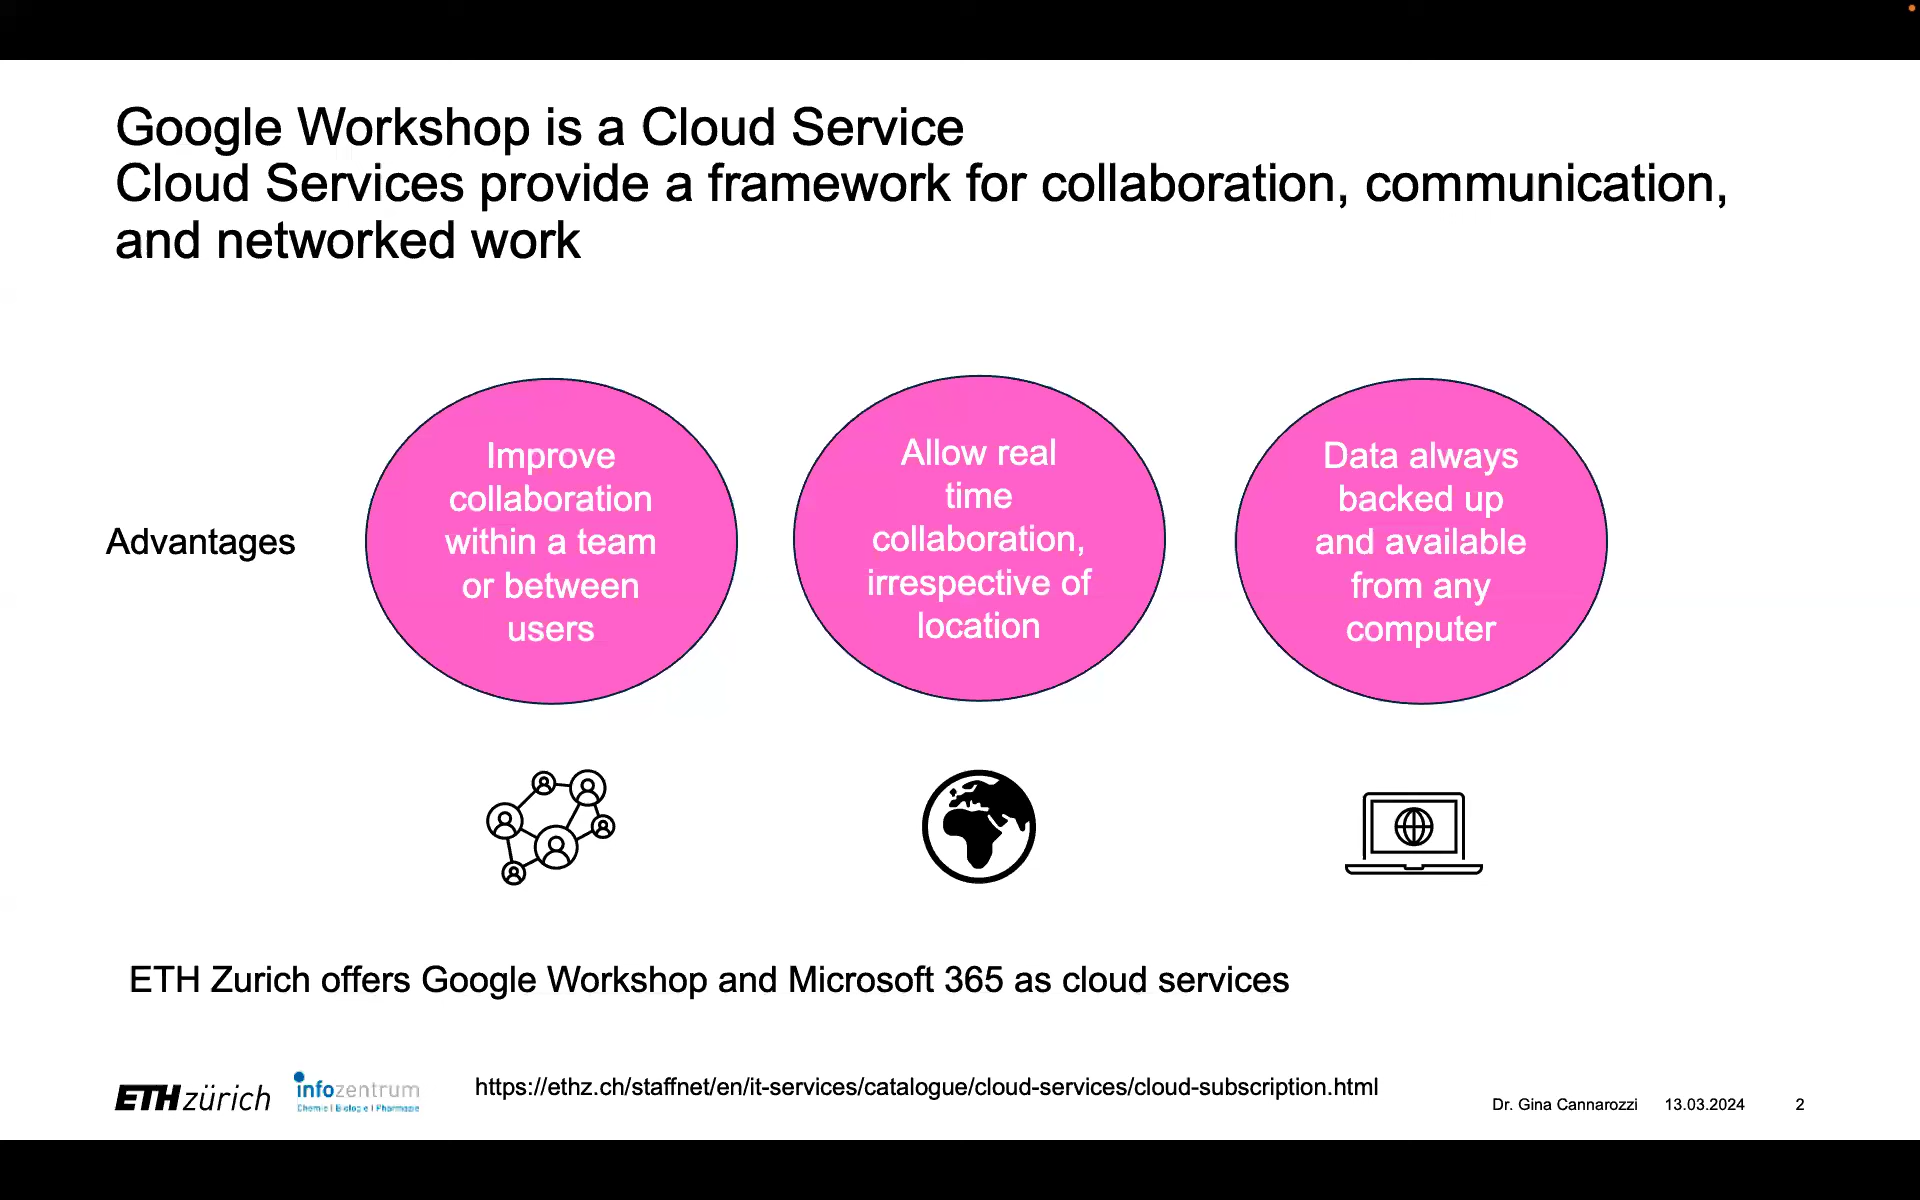 Google Workshop is a Cloud Service
Cloud Services provide a framework for collaboration, communication,
and networked work
Advantages
Improve
collaboration
within a team
or between
users
Allow real
time
collaboration,
irrespective of
location
Data always
backed up
and available
from any
computer
ETH Zurich offers Google Workshop and Microsoft 365 as cloud services
ETH zürich
infozentrum
Chemie | Biologie | Pharmazie
https://ethz.ch/staffnet/en/it-services/catalogue/cloud-services/cloud-subscription.html
Dr. Gina Cannarozzi 13.03.2024 2